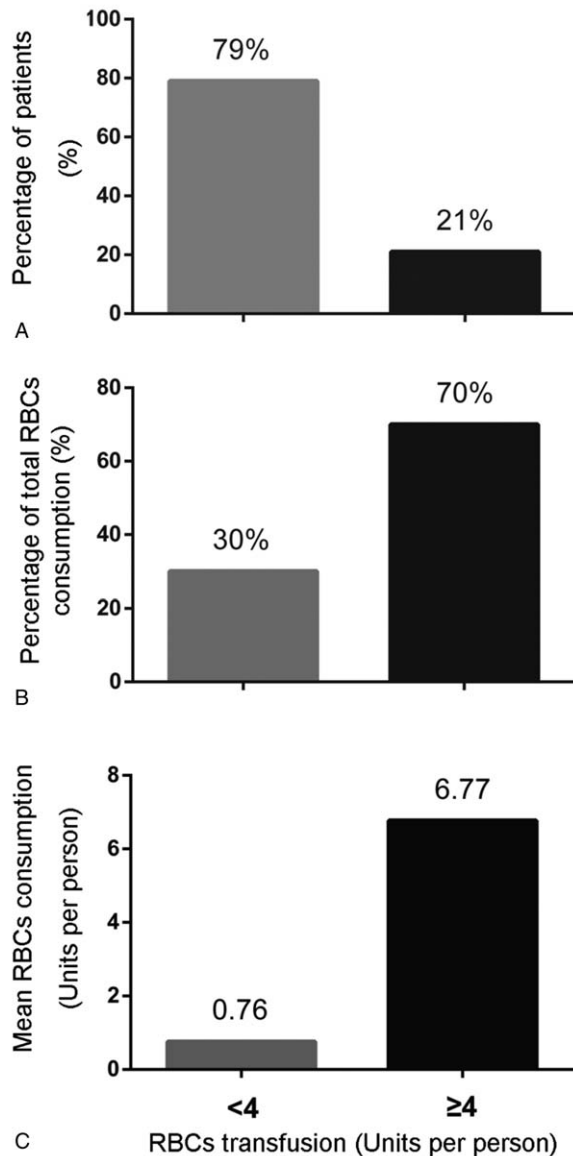 Percentage of patients
(%)
100
80
60
40
20
0
79%
21%
A
Percentage of total RBCs
consumption (%)
80
60
40
20
0
30%
70%
B
Mean RBCs consumption
(Units per person)
8
6
4
2
0
0.76
6.77
<4
≥4
C
RBCs transfusion (Units per person)